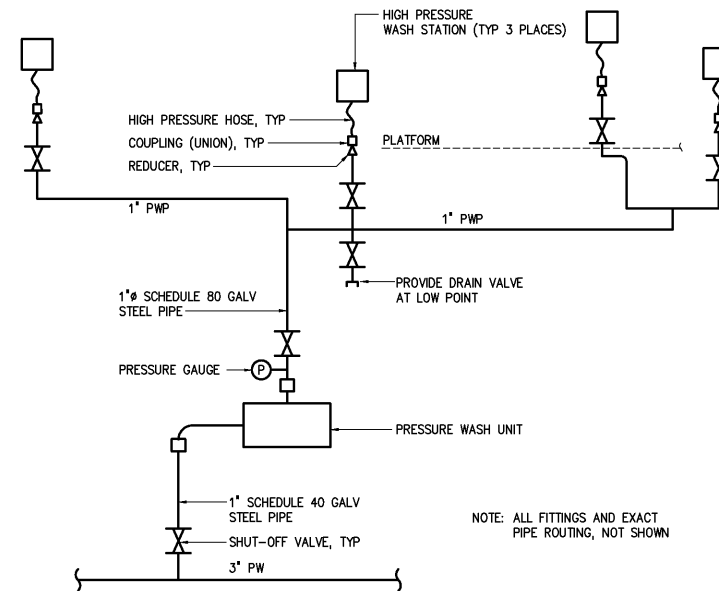 HIGH PRESSURE
WASH STATION (TYP 3 PLACES)
HIGH PRESSURE HOSE, TYP
COUPLING (UNION), TYP
REDUCER, TYP
PLATFORM
1" PWP
1" PWP
1"ø SCHEDULE 80 GALV
STEEL PIPE
PROVIDE DRAIN VALVE
AT LOW POINT
PRESSURE GAUGE
P
PRESSURE WASH UNIT
1" SCHEDULE 40 GALV
STEEL PIPE
SHUT-OFF VALVE, TYP
3" PW
NOTE: ALL FITTINGS AND EXACT
PIPE ROUTING, NOT SHOWN